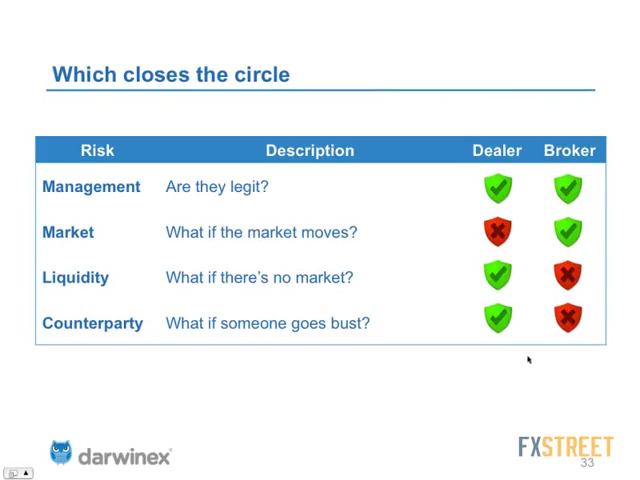 Which closes the circle
Risk Description Dealer Broker
Management Are they legit?
Market What if the market moves?
Liquidity What if there's no market?
Counterparty What if someone goes bust?
darwinex
FXSTREET
33